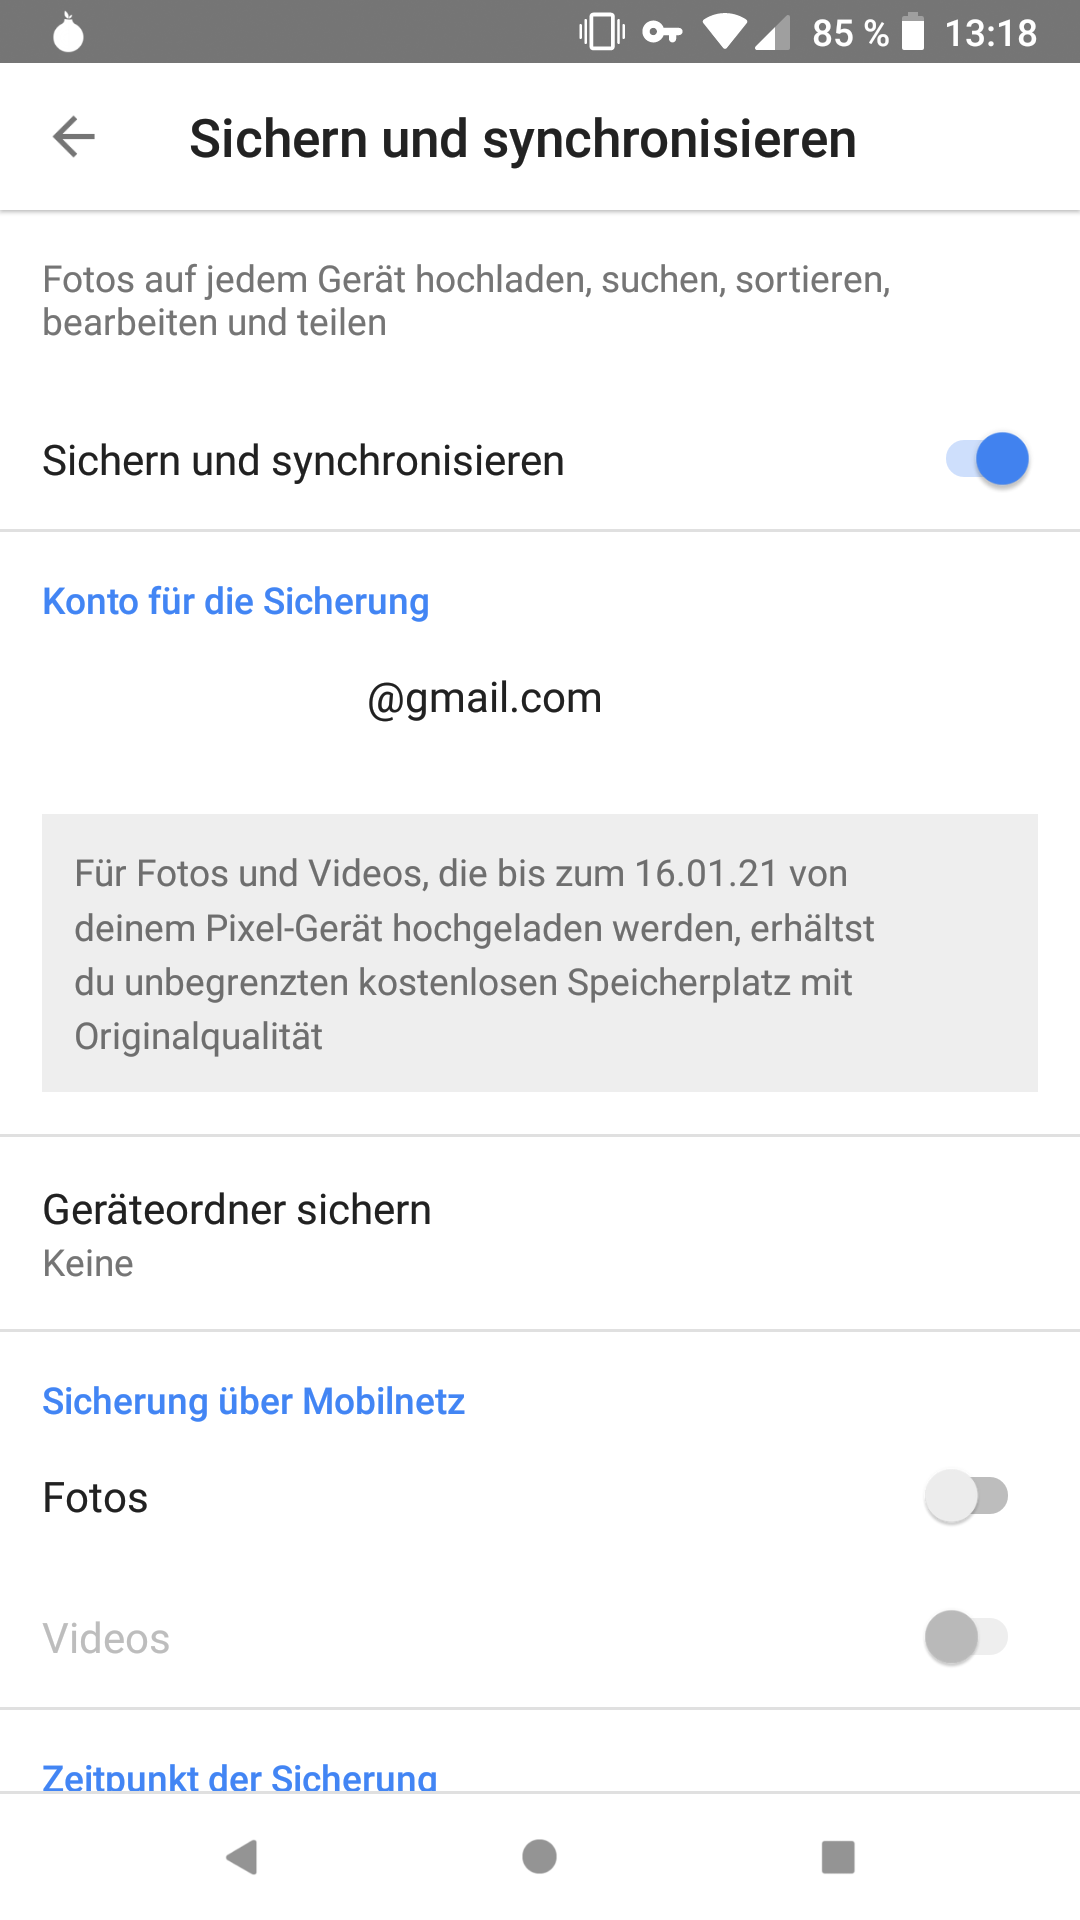 85 % 13:18
Sichern und synchronisieren
Fotos auf jedem Gerät hochladen, suchen, sortieren,
bearbeiten und teilen
Sichern und synchronisieren
Konto für die Sicherung
@gmail.com
Für Fotos und Videos, die bis zum 16.01.21 von
deinem Pixel-Gerät hochgeladen werden, erhältst
du unbegrenzten kostenlosen Speicherplatz mit
Originalqualität
Geräteordner sichern
Keine
Sicherung über Mobilnetz
Fotos
Videos
Zeitpunkt der Sicherung